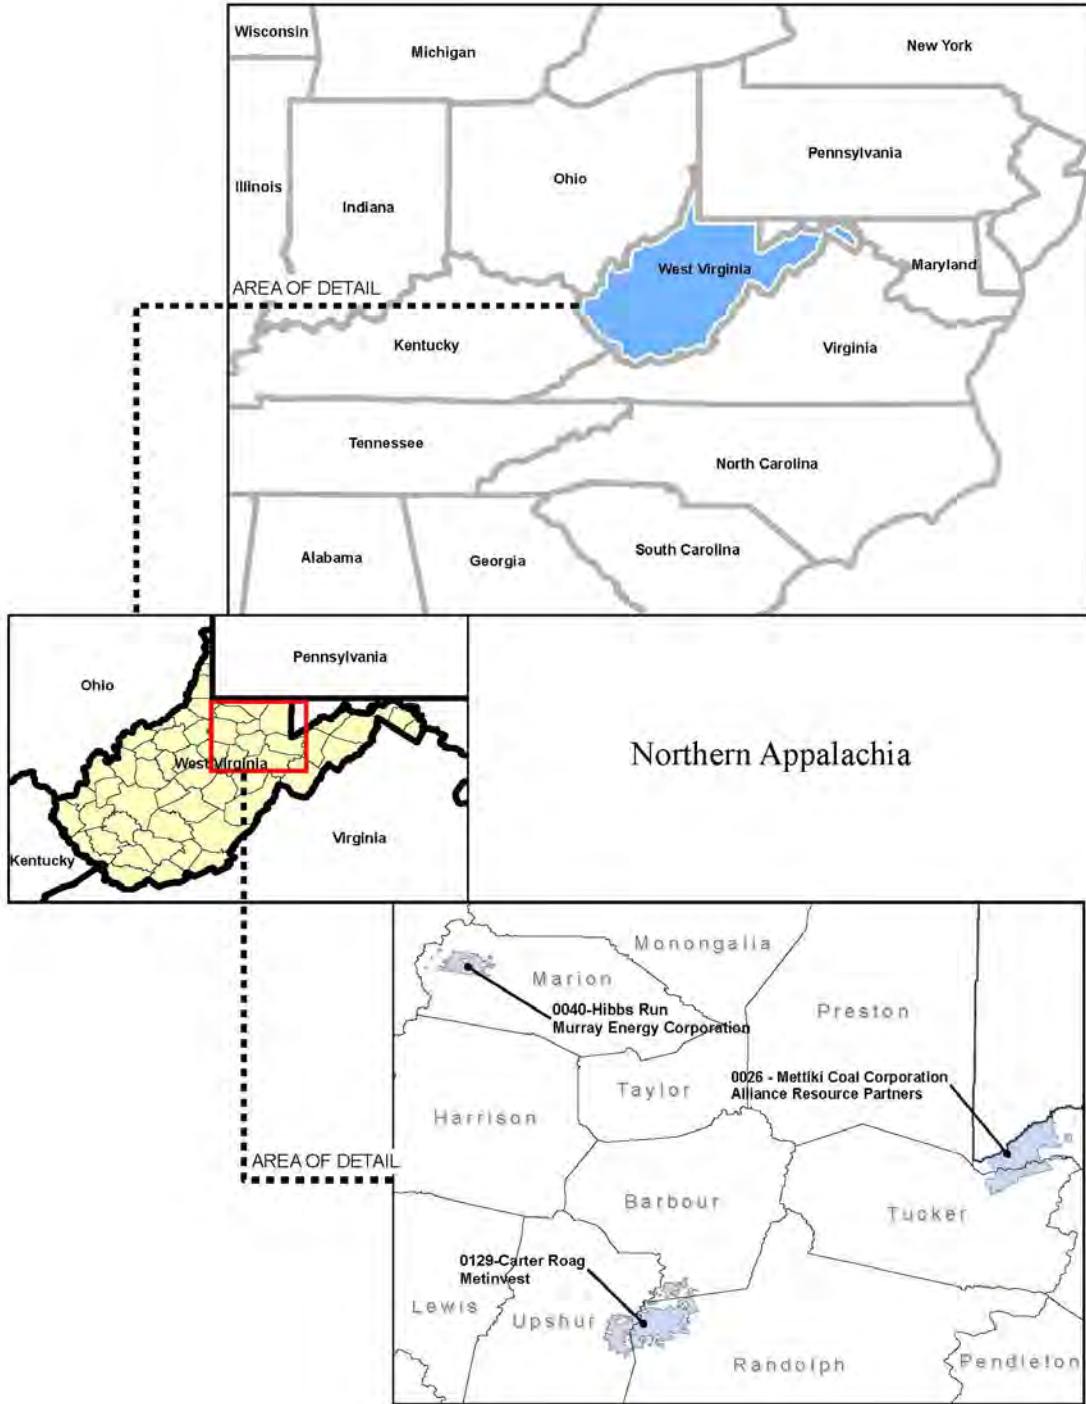 Wisconsin
Michigan
New York
Pennsylvania
Ohio
Illinois
Indiana
West Virginia
Maryland
AREA OF DETAIL
Kentucky
Virginia
Tennessee
North Carolina
South Carolina
Alabama
Georgia
Pennsylvania
Ohio
West Virginia
Virginia
Kentucky
Northern Appalachia
Monongalia
Marion
0040-Hibbs Run
Murray Energy Corporation
Preston
0026 - Mettiki Coal Corporation
Alliance Resource Partners
Taylor
Harrison
AREA OF DETAIL
Barbour
Tucker
0129-Carter Roag
Metinvest
Lewis
Upshur
Randolph
Pendleton